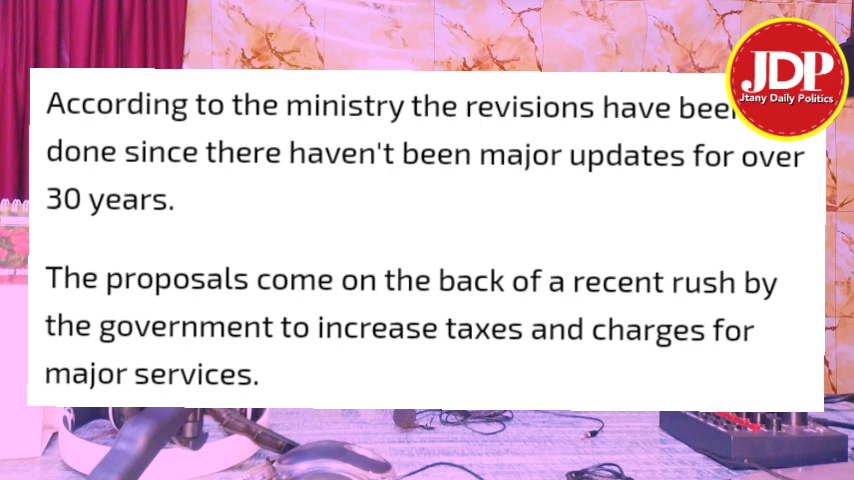 JDP
Jtany Daily Politics
According to the ministry the revisions have been
done since there haven't been major updates for over
30 years.
The proposals come on the back of a recent rush by
the government to increase taxes and charges for
major services.